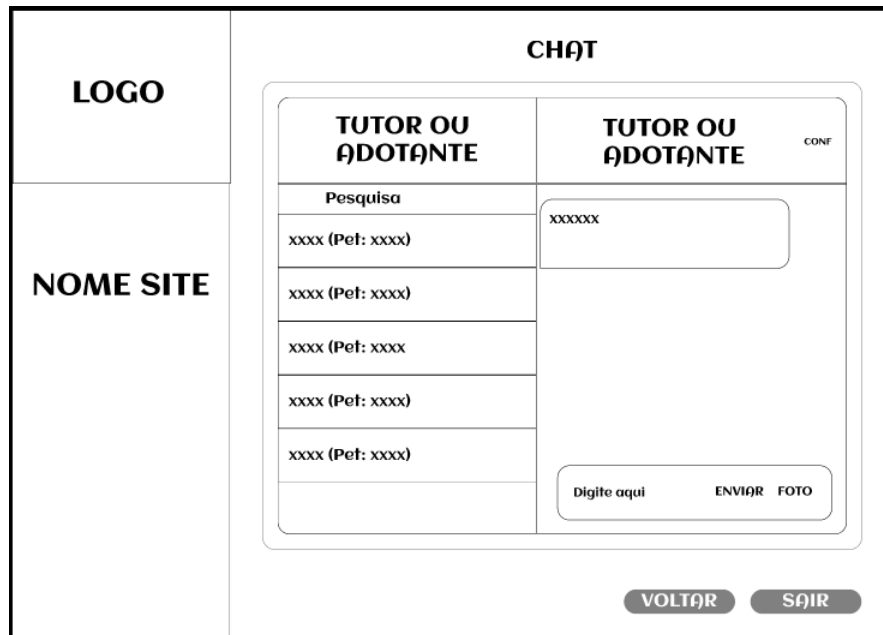 CHAT
LOGO
NOME SITE
TUTOR OU
ADOTANTE
Pesquisa
xxxx (Pet: xxxx)
xxxx (Pet: xxxx)
xxxx (Pet: xxxx
xxxx (Pet: xxxx)
xxxx (Pet: xxxx)
TUTOR OU
ADOTANTE
CONF
xxxxxx
Digite aqui ENVIAR FOTO
VOLTAR SAIR